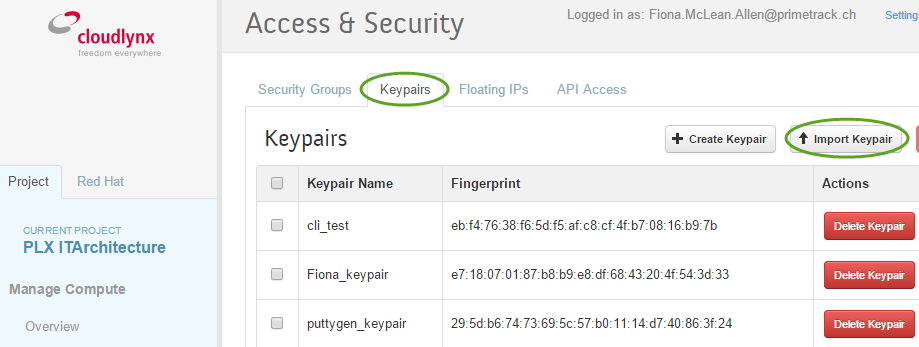 cloudlynx
freedom everywhere
Access & Security
Logged in as: Fiona.McLean.Allen@primetrack.ch
Setting
Security Groups
Keypairs
Floating IPs
API Access
Keypairs
Create Keypair
Import Keypair
Keypair Name
Fingerprint
Actions
cli_test
eb:f4:76:38:f6:5d:f5:af:c8:cf:4f:b7:08:16:b9:7b
Delete Keypair
Fiona_keypair
e7:18:07:01:87:b8:b9:e8:df:68:43:20:4f:54:3d:33
Delete Keypair
puttygen_keypair
29:5d:b6:74:73:69:5c:57:b0:11:14:d7:40:86:3f:24
Delete Keypair
Project
Red Hat
CURRENT PROJECT
PLX ITArchitecture
Manage Compute
Overview